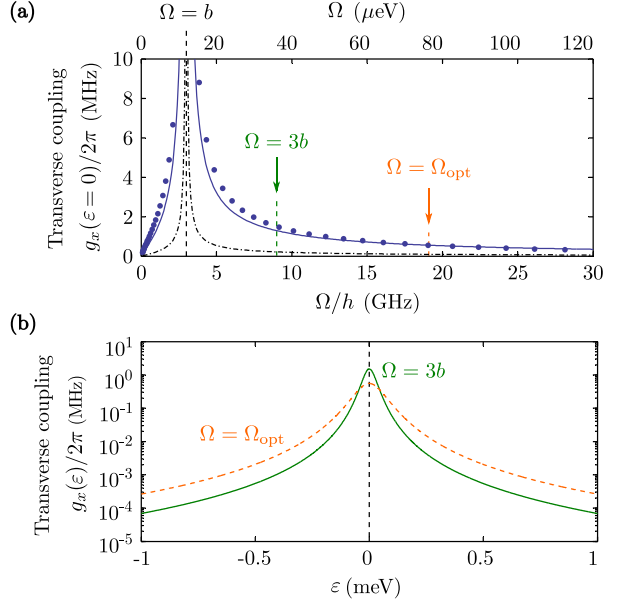 (a)
Ω = b
Ω (μeV)
0 20 40 60 80 100 120
Transverse coupling
g_x(ε = 0)/2π (MHz)
10
8
6
4
2
0
Ω = 3b
Ω = Ω_opt
0 5 10 15 20 25 30
Ω/h (GHz)
(b)
Transverse coupling
g_x(ε)/2π (MHz)
10^1
10^0
10^-1
10^-2
10^-3
10^-4
10^-5
Ω = 3b
Ω = Ω_opt
-1 -0.5 0 0.5 1
ε (meV)